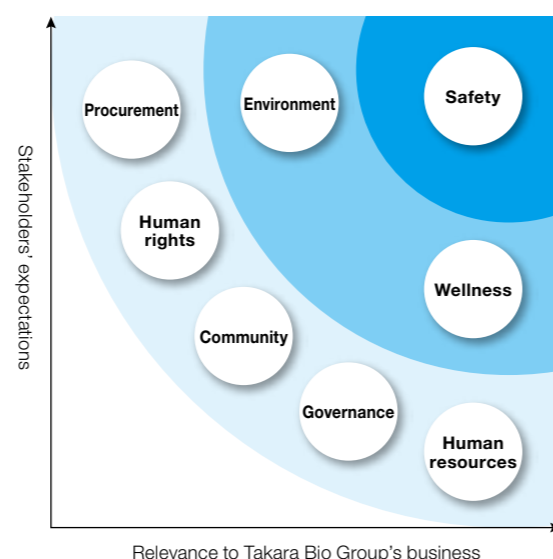 Stakeholders' expectations
Procurement
Environment
Safety
Human
rights
Wellness
Community
Governance
Human
resources
Relevance to Takara Bio Group's business